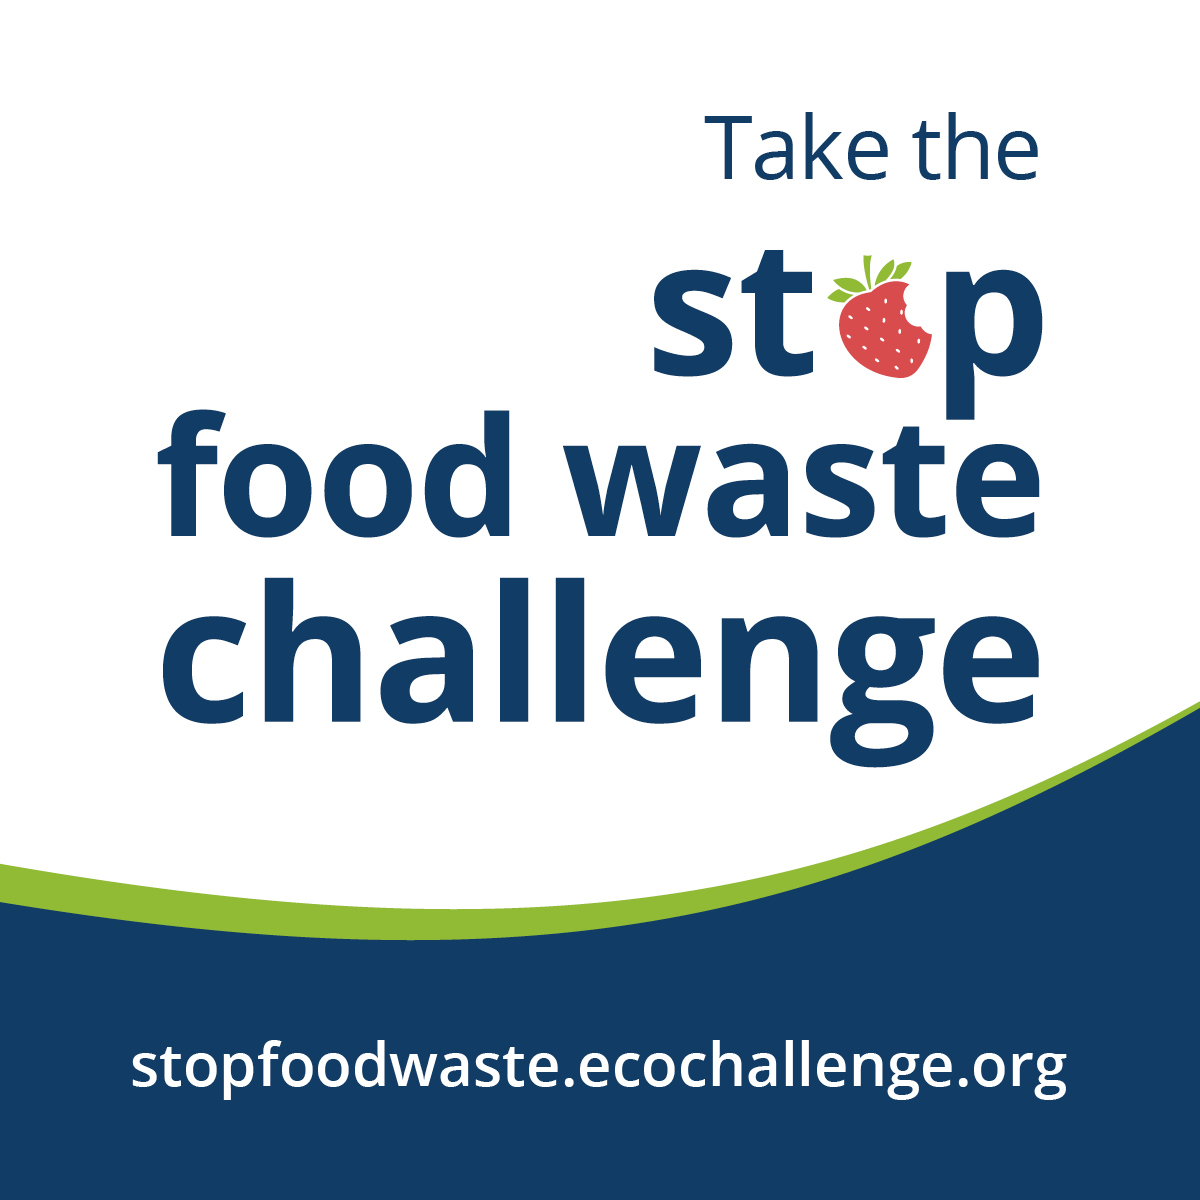 Take the
stop
food waste
challenge
stopfoodwaste.ecochallenge.org